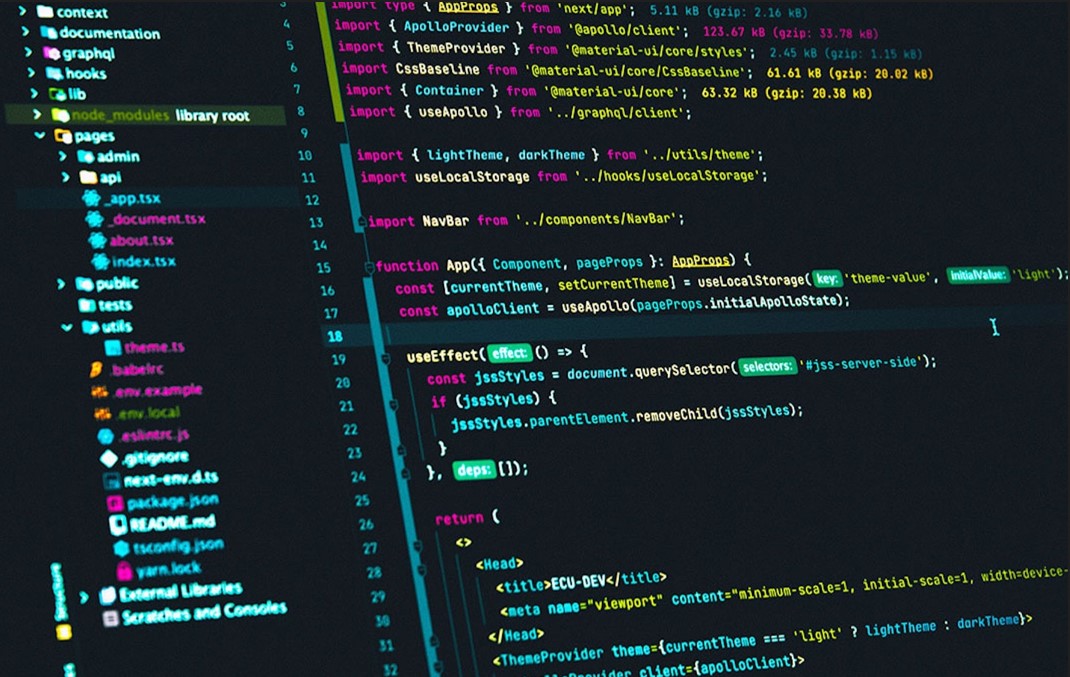 context
documentation
graphql
hooks
lib
node_modules library root
pages
admin
api
_app.tsx
_document.tsx
about.tsx
index.tsx
public
tests
utils
theme.ts
.babelrc
.env.example
.env.local
.eslintrc.js
.gitignore
next-env.d.ts
package.json
README.md
tsconfig.json
yarn.lock
External Libraries
Scratches and Consoles
Structure
3 import type { AppProps } from 'next/app'; 5.11 kB (gzip: 2.16 kB)
4 import { ApolloProvider } from '@apollo/client'; 123.67 kB (gzip: 33.78 kB)
5 import { ThemeProvider } from '@material-ui/core/styles'; 2.45 kB (gzip: 1.15 kB)
6 import CssBaseline from '@material-ui/core/CssBaseline'; 61.61 kB (gzip: 20.02 kB)
7 import { Container } from '@material-ui/core'; 63.32 kB (gzip: 20.38 kB)
8 import { useApollo } from '../graphql/client';
9
10 import { lightTheme, darkTheme } from '../utils/theme';
11 import useLocalStorage from '../hooks/useLocalStorage';
12
13 import NavBar from '../components/NavBar';
14
15 function App({ Component, pageProps }: AppProps) {
16 const [currentTheme, setCurrentTheme] = useLocalStorage( key: 'theme-value', initialValue: 'light');
17 const apolloClient = useApollo(pageProps.initialApolloState);
18
19 useEffect( effect: () => {
20 const jssStyles = document.querySelector( selectors: '#jss-server-side');
21 if (jssStyles) {
22 jssStyles.parentElement.removeChild(jssStyles);
23 }
24 }, deps: []);
25
26 return (
27 <>
28 <Head>
29 <title>ECU-DEV</title>
30 <meta name="viewport" content="minimum-scale=1, initial-scale=1, width=device-
31 </Head>
32 <ThemeProvider theme={currentTheme === 'light' ? lightTheme : darkTheme}>
olloProvider client={apolloClient}>